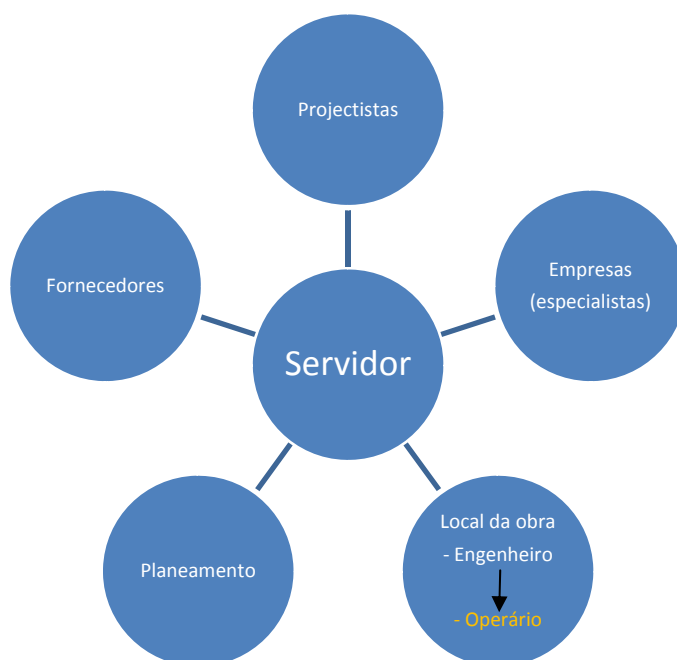 Projectistas
Fornecedores
Empresas
(especialistas)
Servidor
Planeamento
Local da obra
- Engenheiro
- Operário